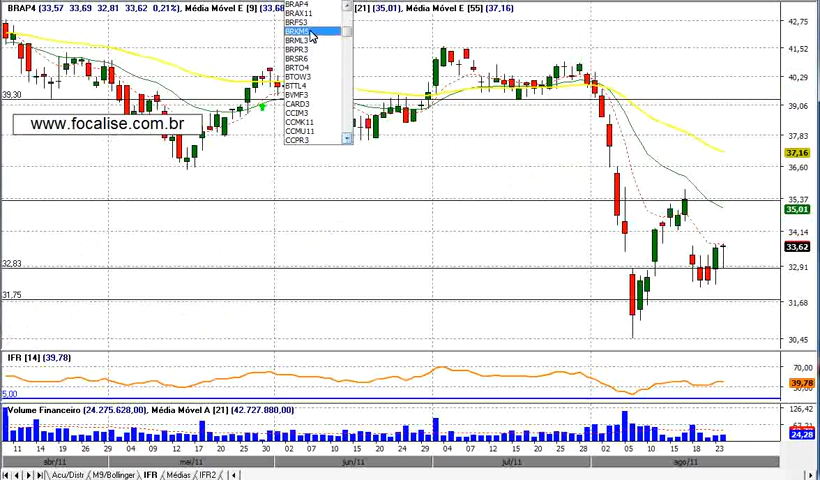 BRAP4 (33,57 33,69 32,81 33,62 0,21%), Média Móvel E [9] (33,68
[21] (35,01), Média Móvel E [55] (37,16)
BRAP4
BRAX11
BRFS3
BRKM5
BRML3
BRPR3
BRSR6
BRTO4
BTOW3
BTTL4
BVMF3
CARD3
CCIM3
CCMK11
CCMU11
CCPR3
www.focalise.com.br
39,30
32,83
31,75
42,75
41,52
40,29
39,06
37,83
37,16
36,60
35,37
35,01
34,14
33,62
32,91
31,68
30,45
IFR [14] (39,78)
70,00
39,78
5,00
Volume Financeiro (24.275.628,00), Média Móvel A [21] (42.727.880,00)
126,42
24,28
11 14 19 26 29 04 09 12 17 20 25 30 02 07 10 15 20 24 29 04 07 12 15 20 25 28 02 05 10 15 18 23
abr/11 mai/11 jun/11 jul/11 ago/11
Acu/Distr M9/Bollinger IFR Médias IFR2